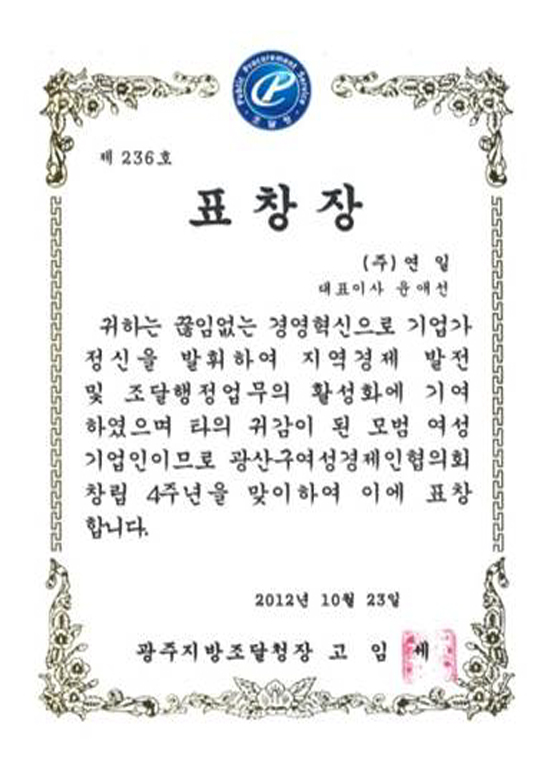 Public Procurement Service
조달청
제 236호
표창장
(주) 연 일
대표이사 윤애선
귀하는 끊임없는 경영혁신으로 기업가
정신을 발휘하여 지역경제 발전
및 조달행정업무의 활성화에 기여
하였으며 타의 귀감이 된 모범 여성
기업인이므로 광산구여성경제인협의회
창립 4주년을 맞이하여 이에 표창
합니다.
2012년 10월 23일
광주지방조달청장 고 임 세